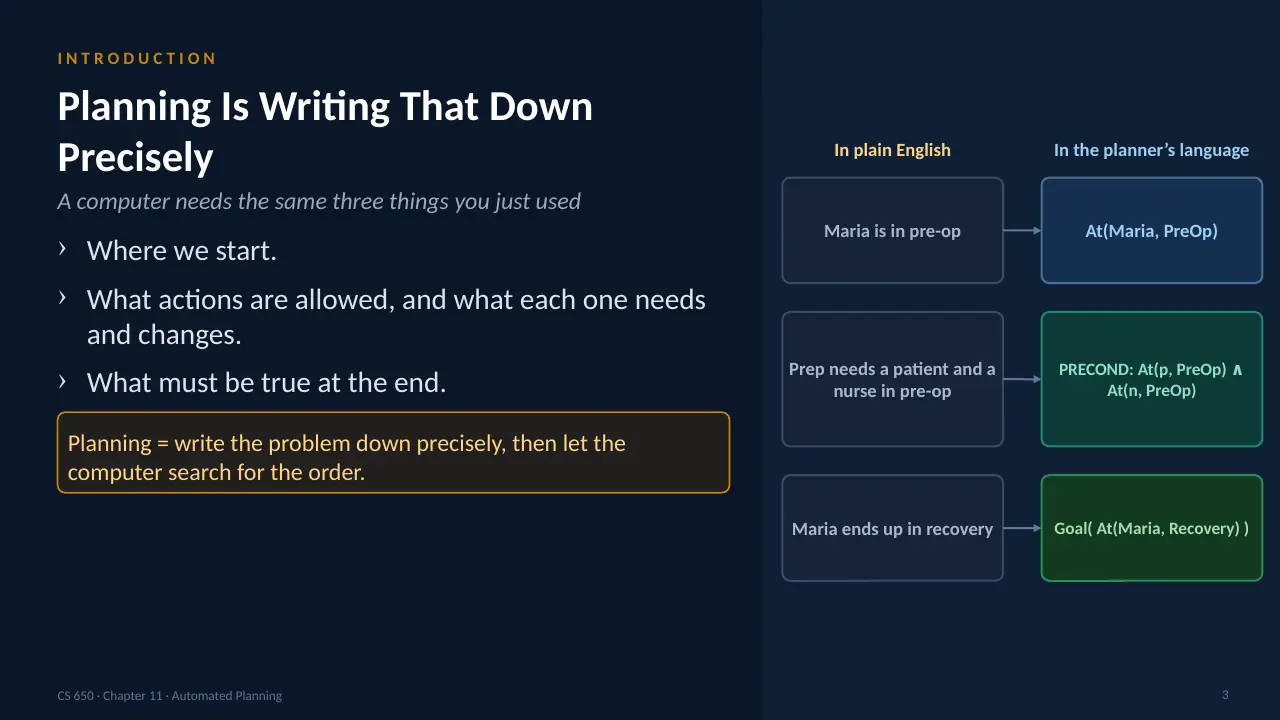 INTRODUCTION
Planning Is Writing That Down
Precisely
A computer needs the same three things you just used
› Where we start.
› What actions are allowed, and what each one needs
and changes.
› What must be true at the end.
Planning = write the problem down precisely, then let the
computer search for the order.
In plain English
In the planner’s language
Maria is in pre-op
At(Maria, PreOp)
Prep needs a patient and a
nurse in pre-op
PRECOND: At(p, PreOp) ∧
At(n, PreOp)
Maria ends up in recovery
Goal( At(Maria, Recovery) )
CS 650 · Chapter 11 · Automated Planning
3